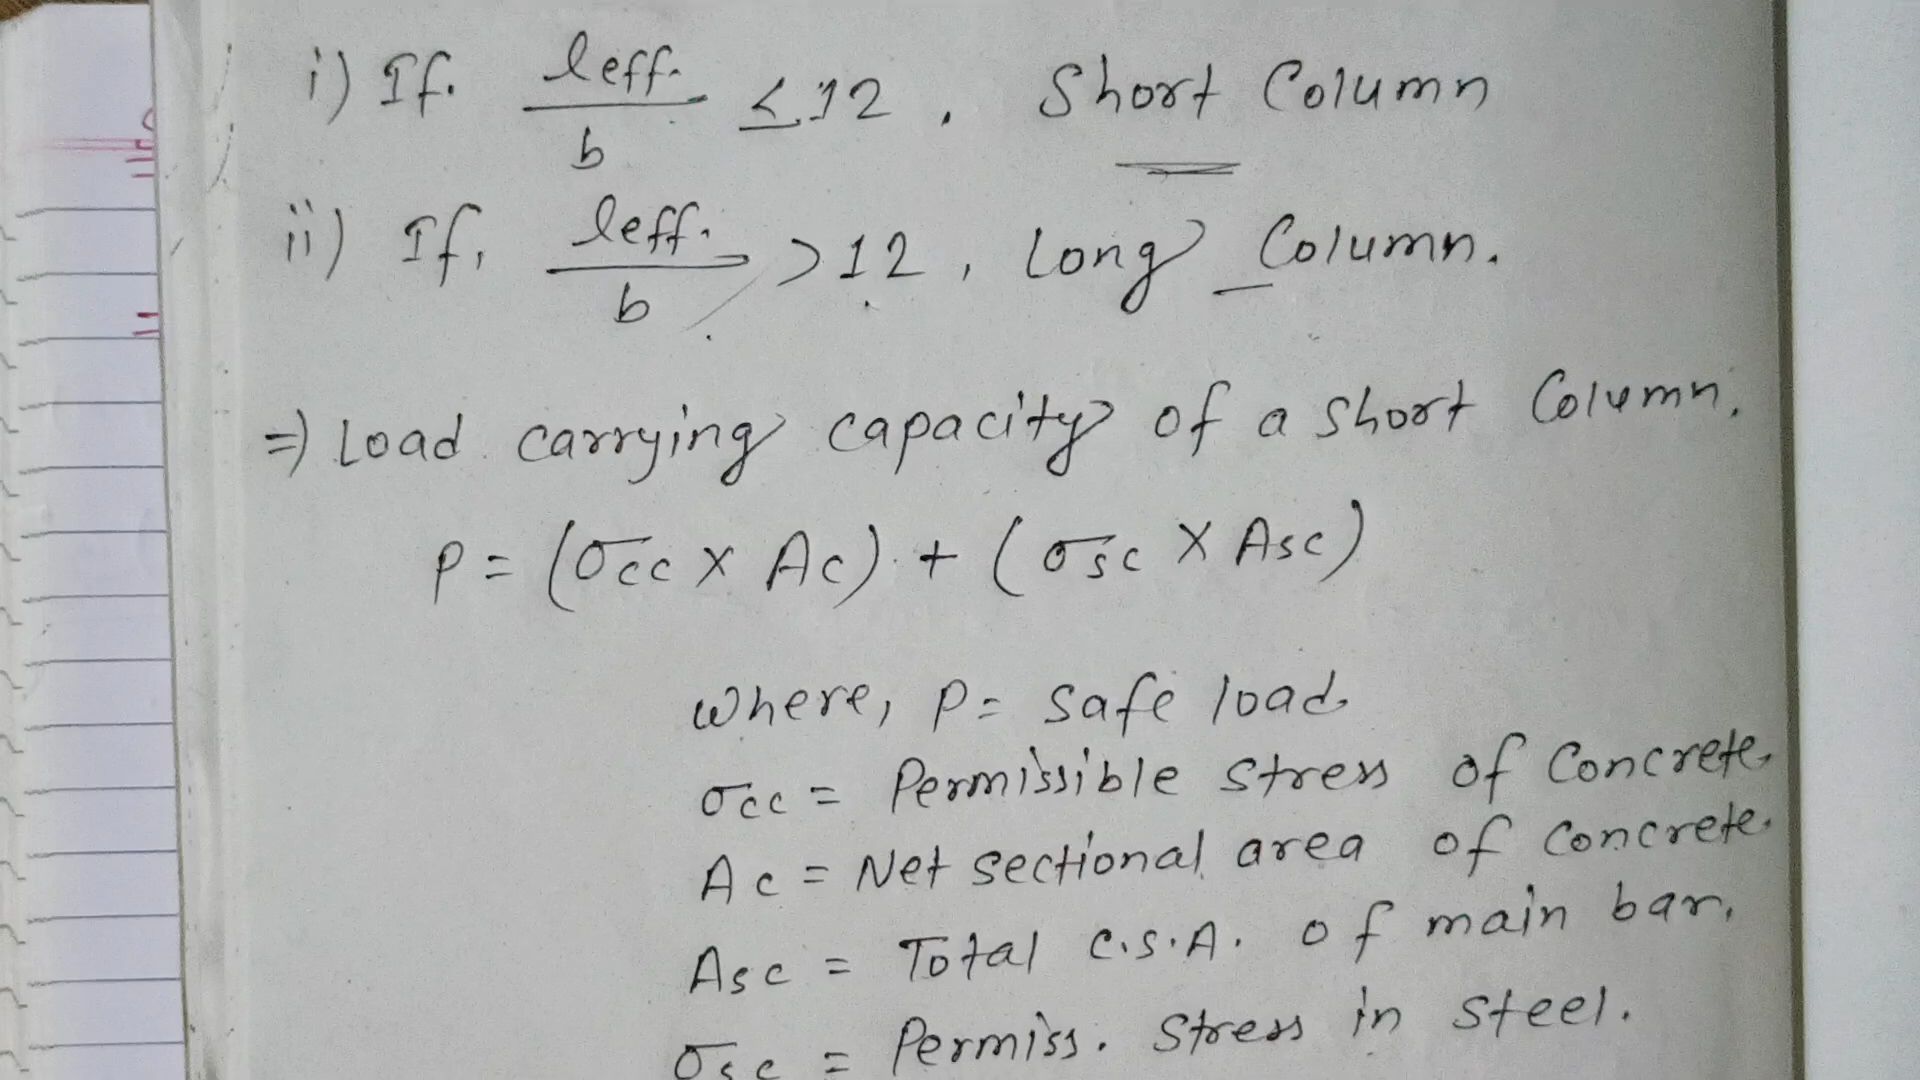 i) If. leff. / b ≤ 12 , Short Column
ii) If, leff. / b > 12 , Long Column.
⇒ Load carrying capacity of a short Column.
P = (σcc X Ac) + (σsc X Asc)
where, P = safe load.
σcc = Permissible stress of concrete.
Ac = Net sectional area of concrete.
Asc = Total c.s.A. of main bar.
σsc = Permiss. stress in steel.